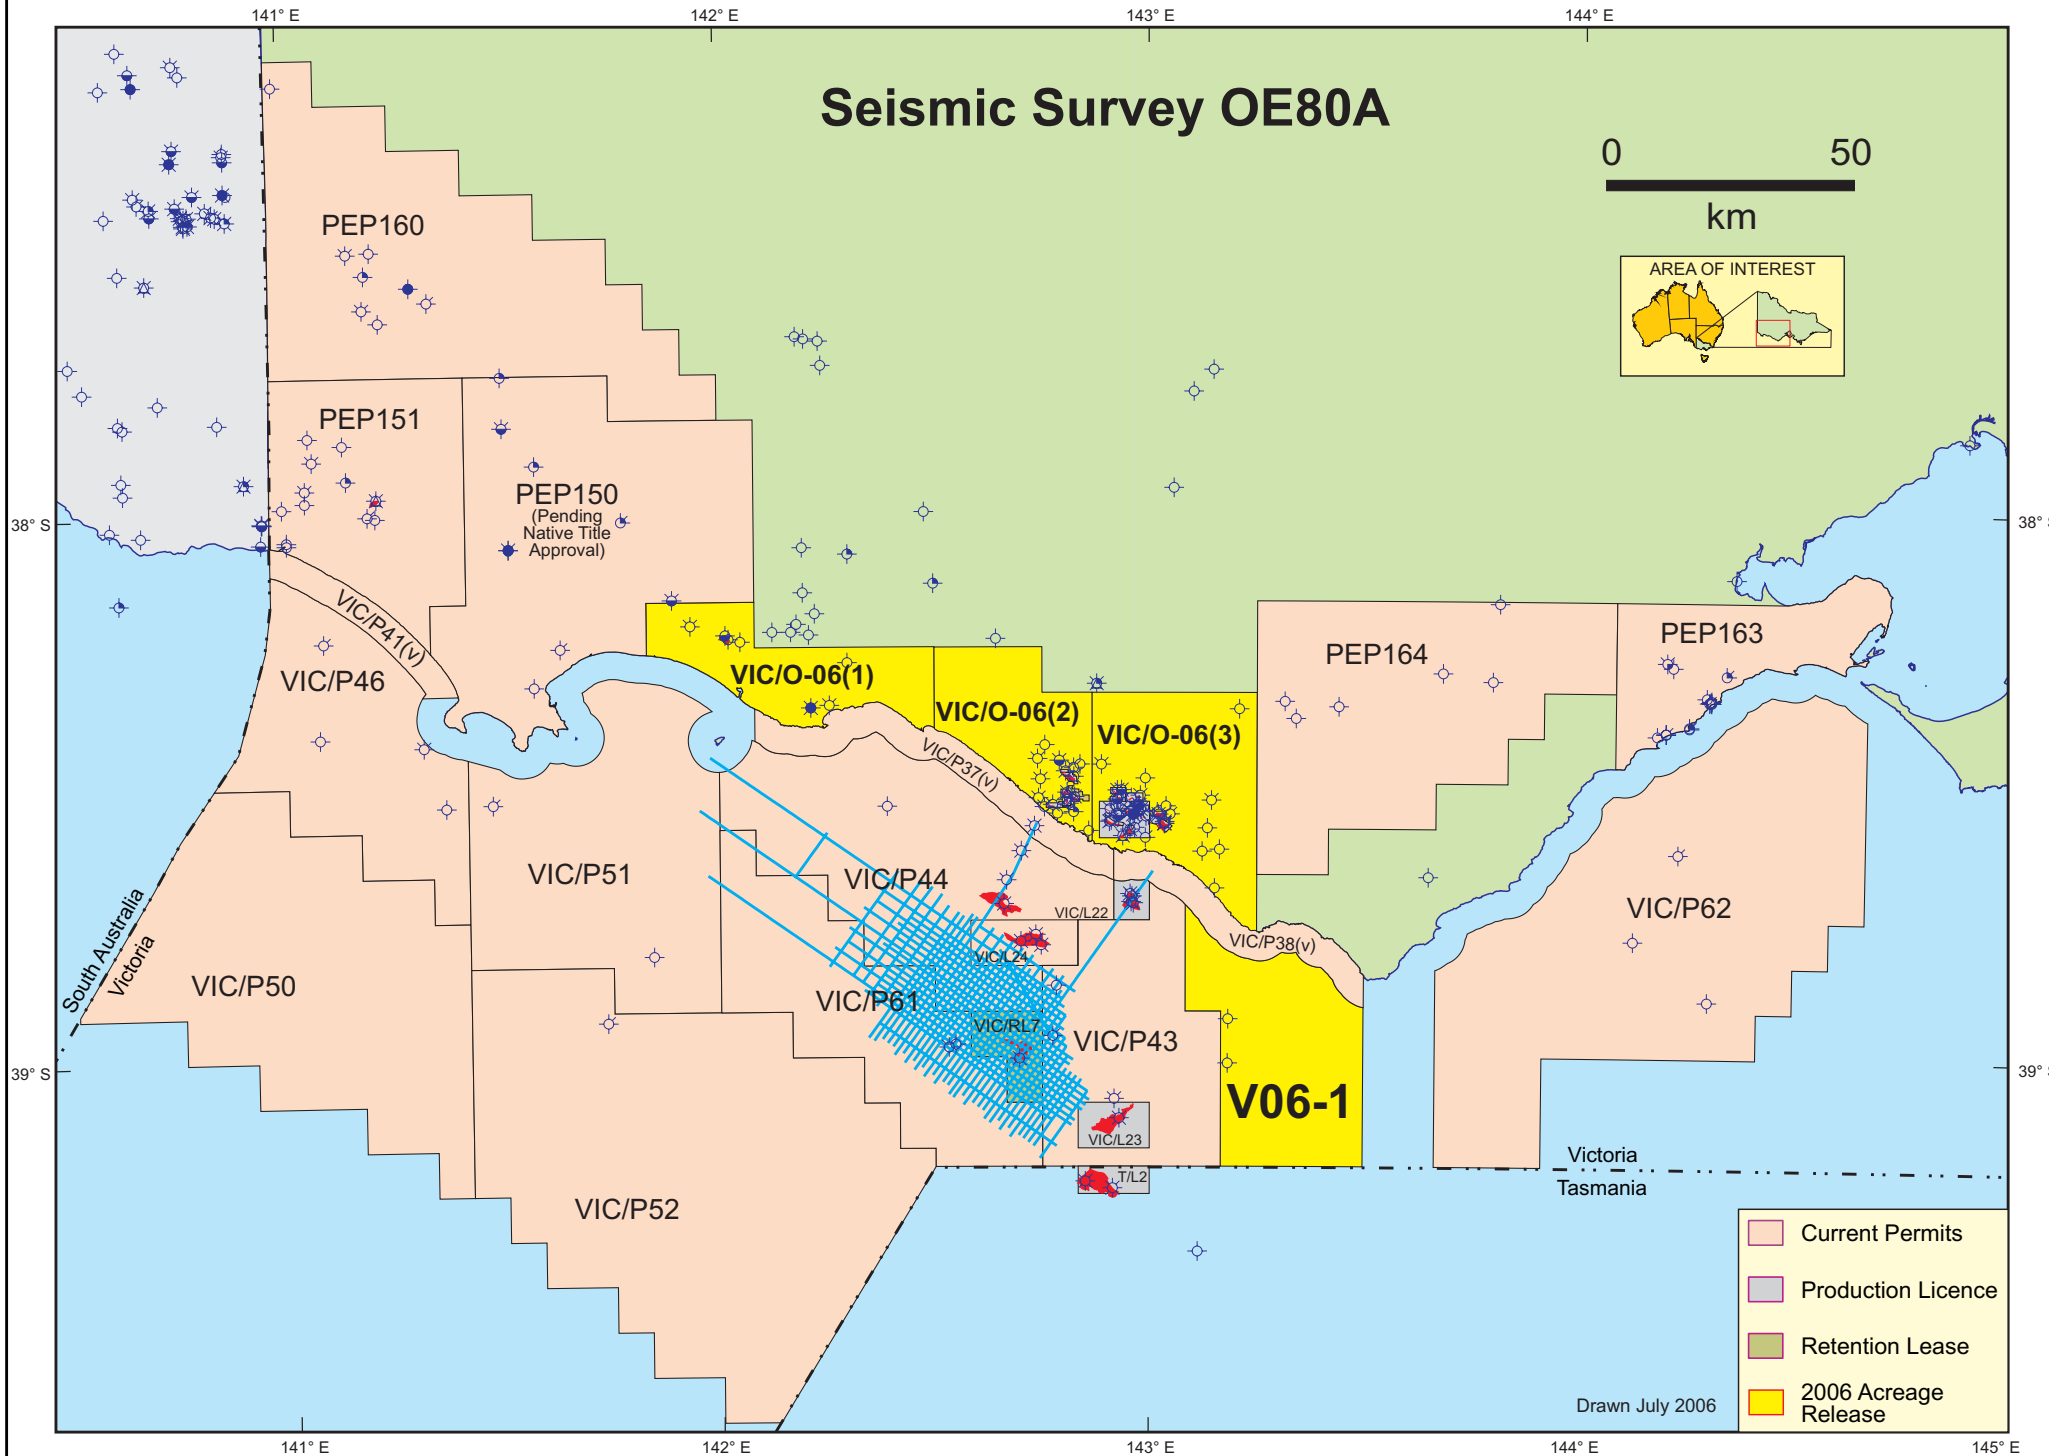 141° E
142° E
143° E
144° E
Seismic Survey OE80A
0 50
km
AREA OF INTEREST
PEP160
PEP151
PEP150
(Pending
Native Title
Approval)
38° S
38° S
VIC/P41(v)
VIC/P46
VIC/O-06(1)
VIC/O-06(2)
VIC/O-06(3)
PEP164
PEP163
VIC/P37(v)
VIC/P51
VIC/P44
VIC/L22
VIC/P62
VIC/P38(v)
VIC/L24
South Australia
Victoria
VIC/P50
VIC/P61
VIC/RL7
VIC/P43
39° S
39° S
V06-1
VIC/L23
T/L2
Victoria
Tasmania
VIC/P52
Current Permits
Production Licence
Retention Lease
2006 Acreage
Release
Drawn July 2006
141° E
142° E
143° E
144° E
145° E